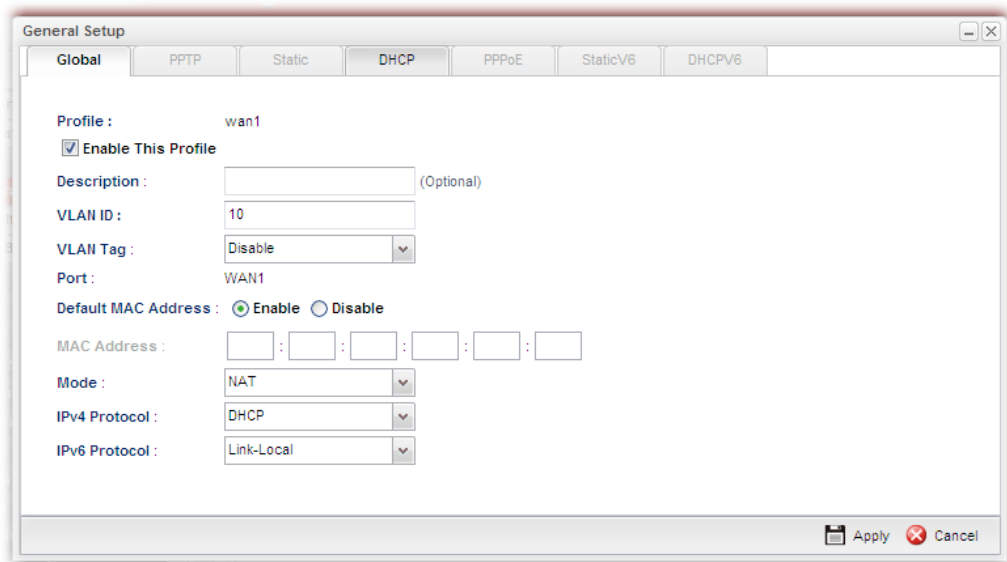 General Setup
Global PPTP Static DHCP PPPoE StaticV6 DHCPV6
Profile : wan1
Enable This Profile
Description : (Optional)
VLAN ID : 10
VLAN Tag : Disable
Port : WAN1
Default MAC Address : Enable Disable
MAC Address : : : : : :
Mode : NAT
IPv4 Protocol : DHCP
IPv6 Protocol : Link-Local
Apply Cancel